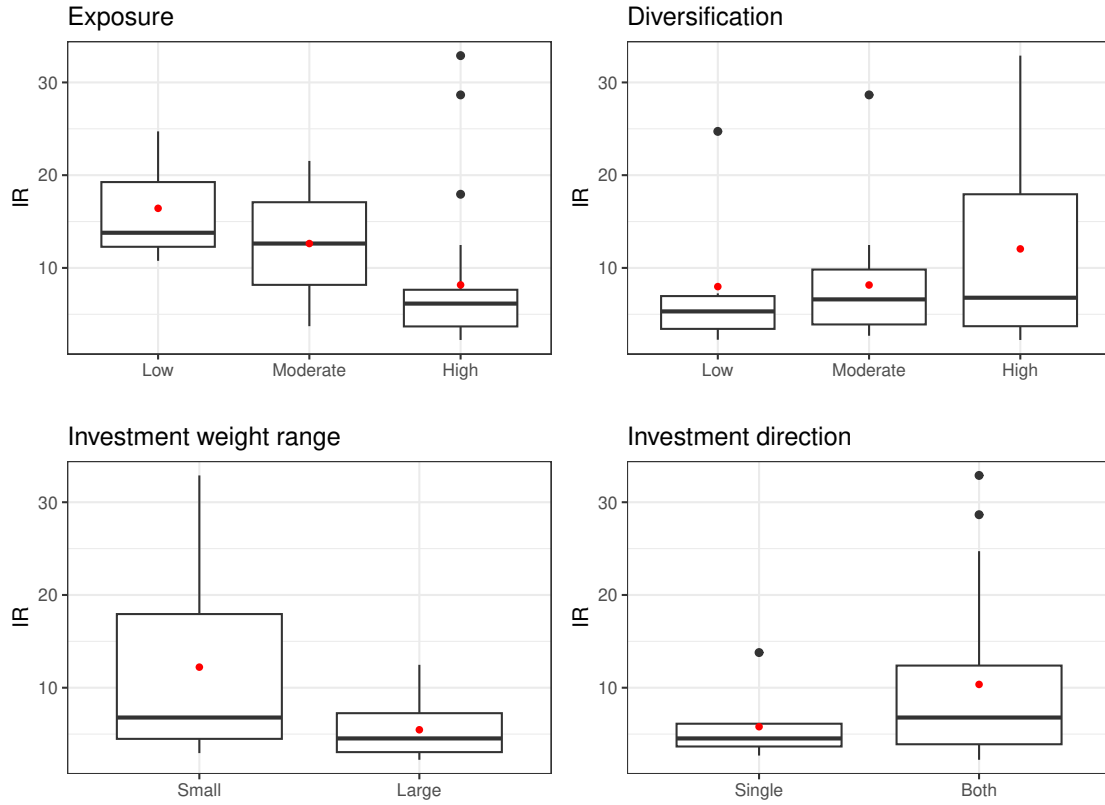 Exposure
IR
30
20
10
Low Moderate High
Diversification
IR
30
20
10
Low Moderate High
Investment weight range
IR
30
20
10
Small Large
Investment direction
IR
30
20
10
Single Both